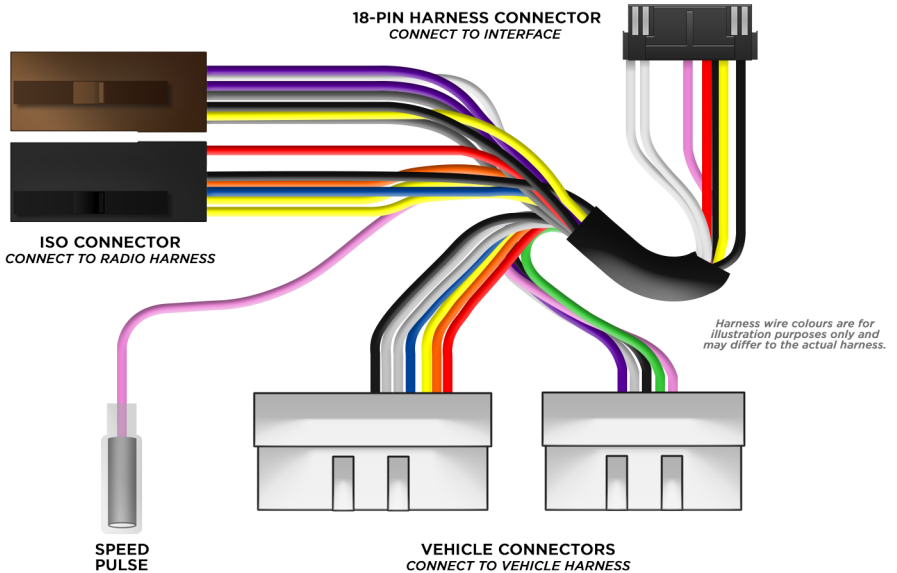 18-PIN HARNESS CONNECTOR
CONNECT TO INTERFACE
ISO CONNECTOR
CONNECT TO RADIO HARNESS
Harness wire colours are for
illustration purposes only and
may differ to the actual harness.
SPEED
PULSE
VEHICLE CONNECTORS
CONNECT TO VEHICLE HARNESS